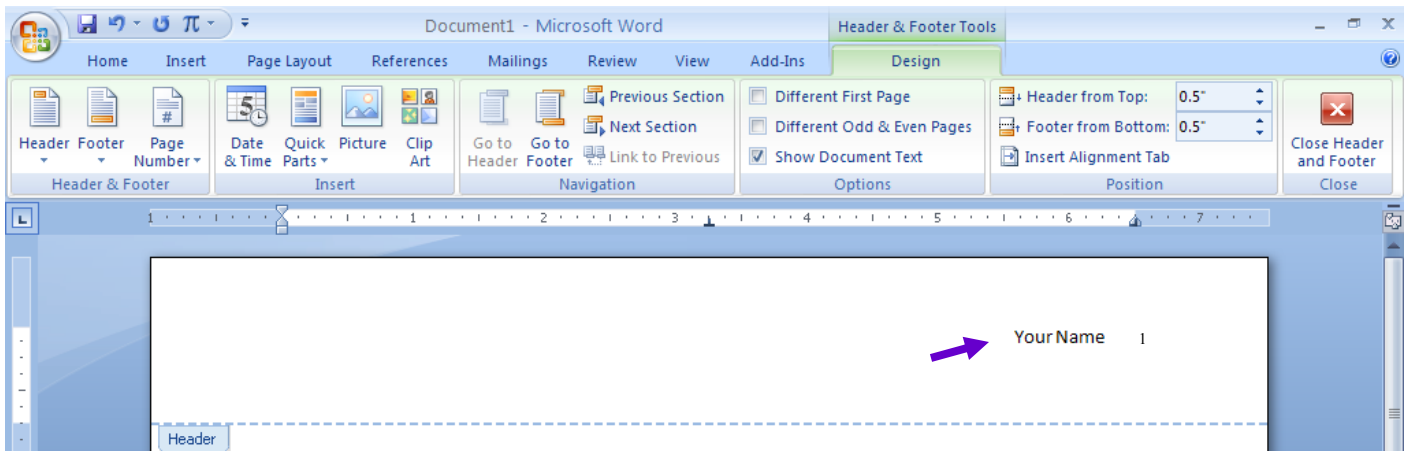 Document1 - Microsoft Word Header & Footer Tools
Home Insert Page Layout References Mailings Review View Add-Ins Design
Header Footer Page Number
Header & Footer
Date & Time Quick Parts Picture Clip Art
Insert
Go to Header Go to Footer
Previous Section
Next Section
Link to Previous
Navigation
Different First Page
Different Odd & Even Pages
Show Document Text
Options
Header from Top: 0.5"
Footer from Bottom: 0.5"
Insert Alignment Tab
Position
Close Header and Footer
Close
1 1 2 3 4 5 6 7
Your Name 1
Header